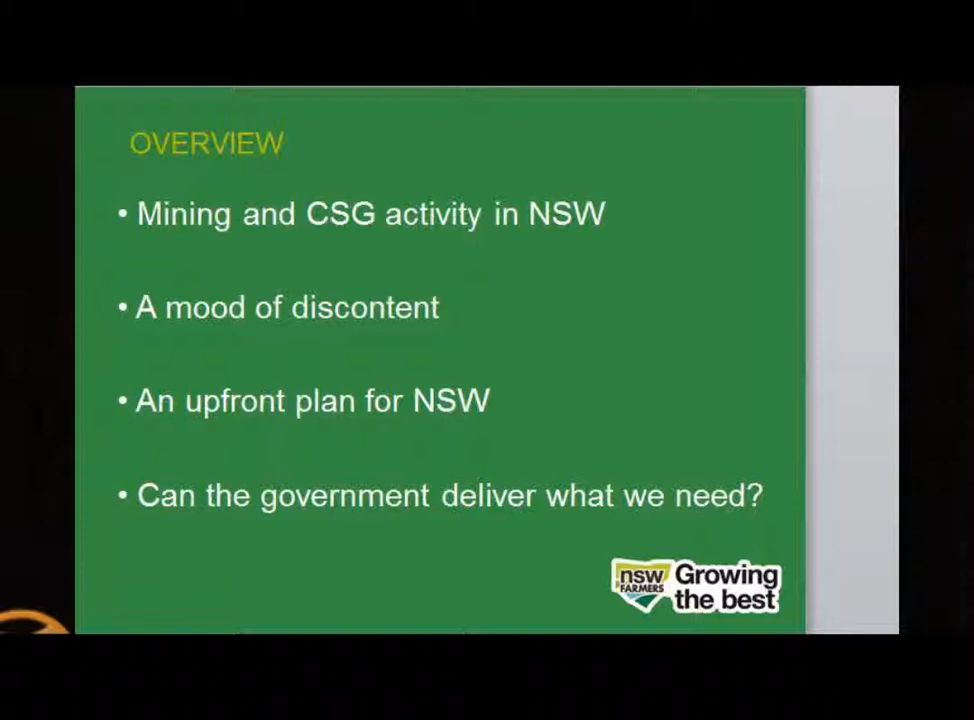 OVERVIEW
• Mining and CSG activity in NSW
• A mood of discontent
• An upfront plan for NSW
• Can the government deliver what we need?
nsw
FARMERS
Growing
the best